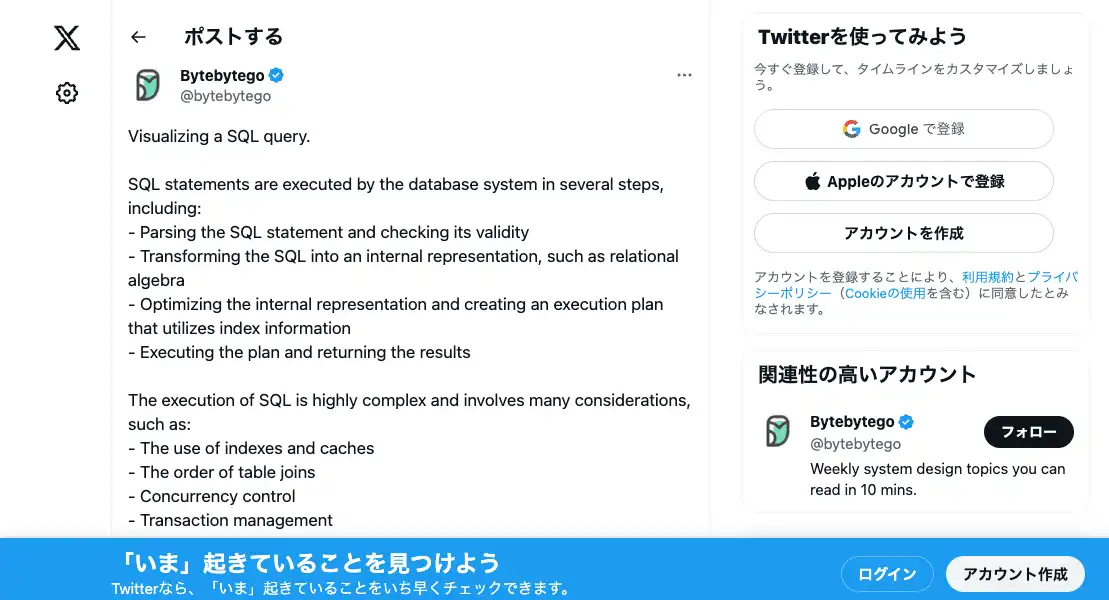 ポストする
Bytebytego
@bytebytego
Visualizing a SQL query.
SQL statements are executed by the database system in several steps,
including:
- Parsing the SQL statement and checking its validity
- Transforming the SQL into an internal representation, such as relational
algebra
- Optimizing the internal representation and creating an execution plan
that utilizes index information
- Executing the plan and returning the results
The execution of SQL is highly complex and involves many considerations,
such as:
- The use of indexes and caches
- The order of table joins
- Concurrency control
- Transaction management
Twitterを使ってみよう
今すぐ登録して、タイムラインをカスタマイズしましょ
う。
Google で登録
Appleのアカウントで登録
アカウントを作成
アカウントを登録することにより、利用規約とプライバ
シーポリシー（Cookieの使用を含む）に同意したとみ
なされます。
関連性の高いアカウント
Bytebytego
@bytebytego
フォロー
Weekly system design topics you can
read in 10 mins.
「いま」起きていることを見つけよう
Twitterなら、「いま」起きていることをいち早くチェックできます。
ログイン
アカウント作成